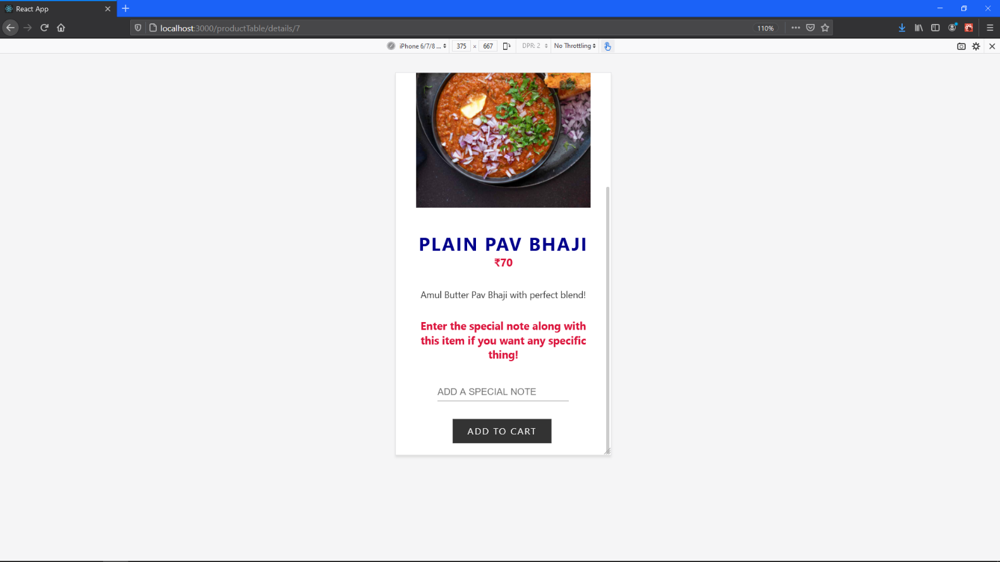 React App
localhost:3000/productTable/details/7
110%
iPhone 6/7/8 ...
375 × 667
DPR: 2
No Throttling
PLAIN PAV BHAJI
₹70
Amul Butter Pav Bhaji with perfect blend!
Enter the special note along with
this item if you want any specific
thing!
ADD A SPECIAL NOTE
ADD TO CART